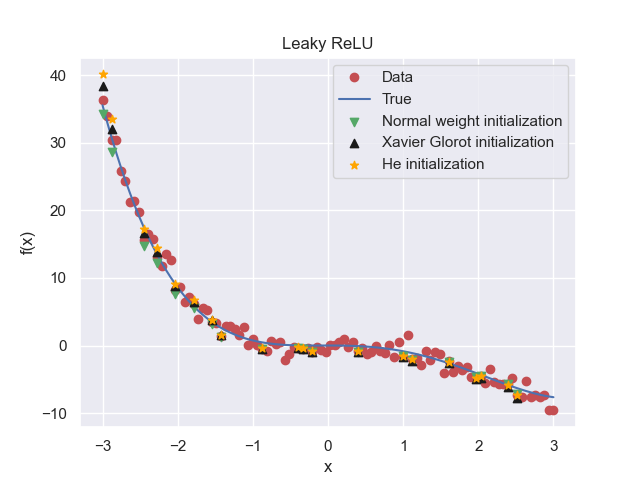 Leaky ReLU
Data
True
Normal weight initialization
Xavier Glorot initialization
He initialization
f(x)
40
30
20
10
0
−10
−3 −2 −1 0 1 2 3
x